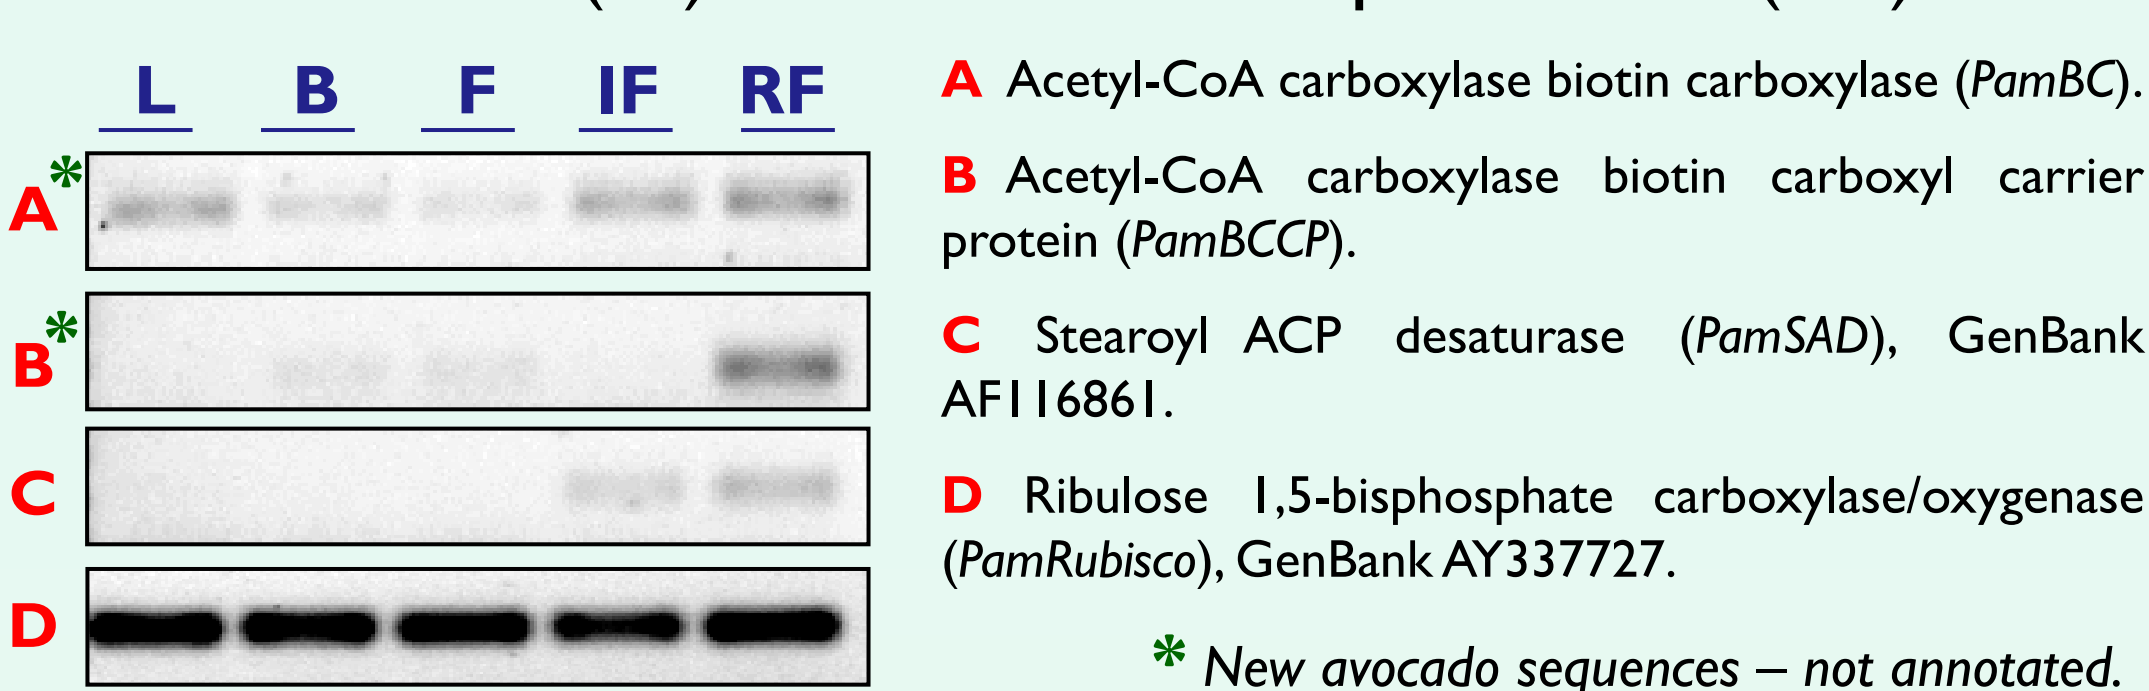 L B F IF RF
A*
B*
C
D
A Acetyl-CoA carboxylase biotin carboxylase (PamBC).
B Acetyl-CoA carboxylase biotin carboxyl carrier
protein (PamBCCP).
C Stearoyl ACP desaturase (PamSAD), GenBank
AF116861.
D Ribulose 1,5-bisphosphate carboxylase/oxygenase
(PamRubisco), GenBank AY337727.
* New avocado sequences – not annotated.